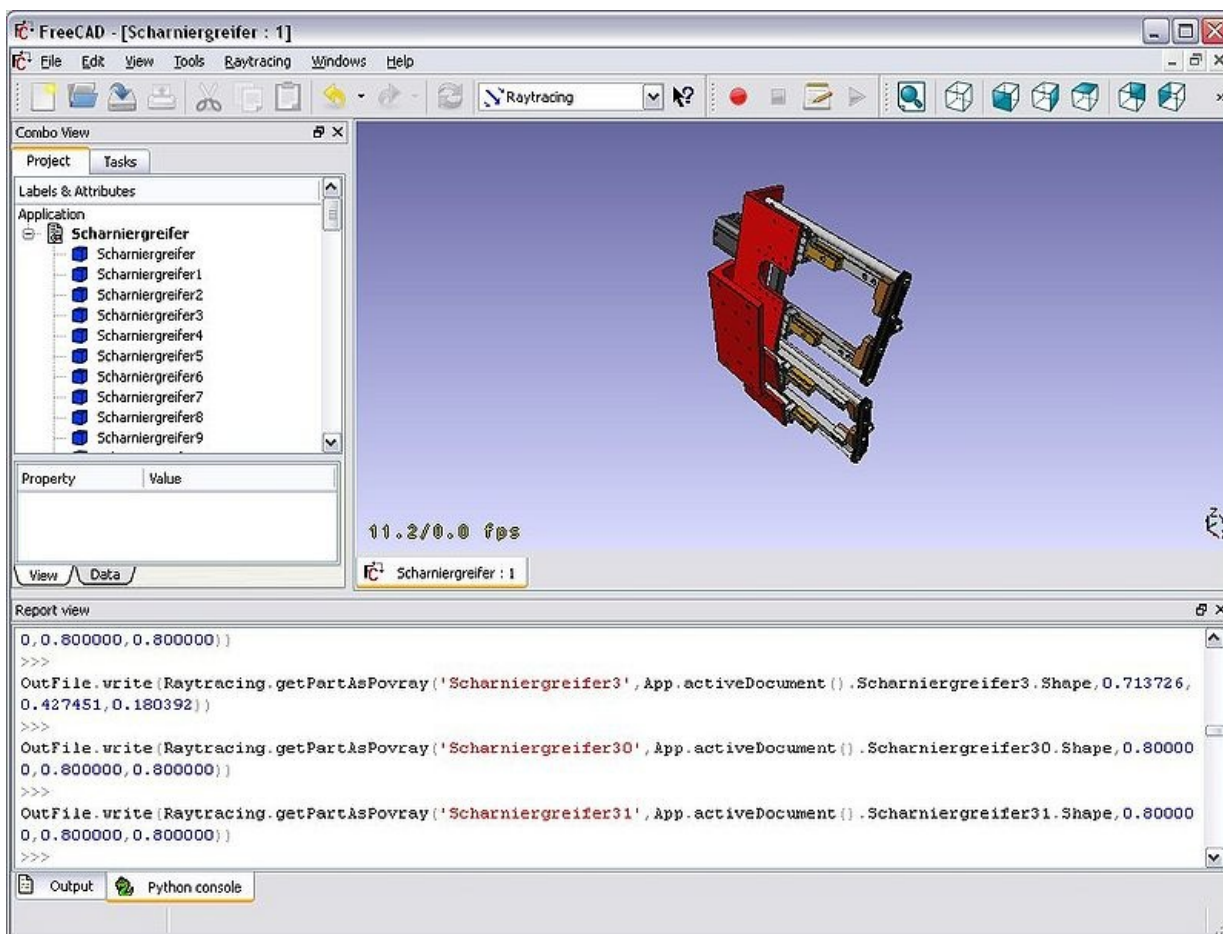 FreeCAD - [Scharniergreifer : 1]
File Edit View Tools Raytracing Windows Help
Raytracing
Combo View
Project Tasks
Labels & Attributes
Application
Scharniergreifer
Scharniergreifer
Scharniergreifer1
Scharniergreifer2
Scharniergreifer3
Scharniergreifer4
Scharniergreifer5
Scharniergreifer6
Scharniergreifer7
Scharniergreifer8
Scharniergreifer9
Property Value
11.2/0.0 fps
View Data
Scharniergreifer : 1
Report view
0,0.800000,0.800000))
>>>
OutFile.write(Raytracing.getPartAsPovray('Scharniergreifer3',App.activeDocument().Scharniergreifer3.Shape,0.713726,
0.427451,0.180392))
>>>
OutFile.write(Raytracing.getPartAsPovray('Scharniergreifer30',App.activeDocument().Scharniergreifer30.Shape,0.80000
0,0.800000,0.800000))
>>>
OutFile.write(Raytracing.getPartAsPovray('Scharniergreifer31',App.activeDocument().Scharniergreifer31.Shape,0.80000
0,0.800000,0.800000))
>>>
Output Python console